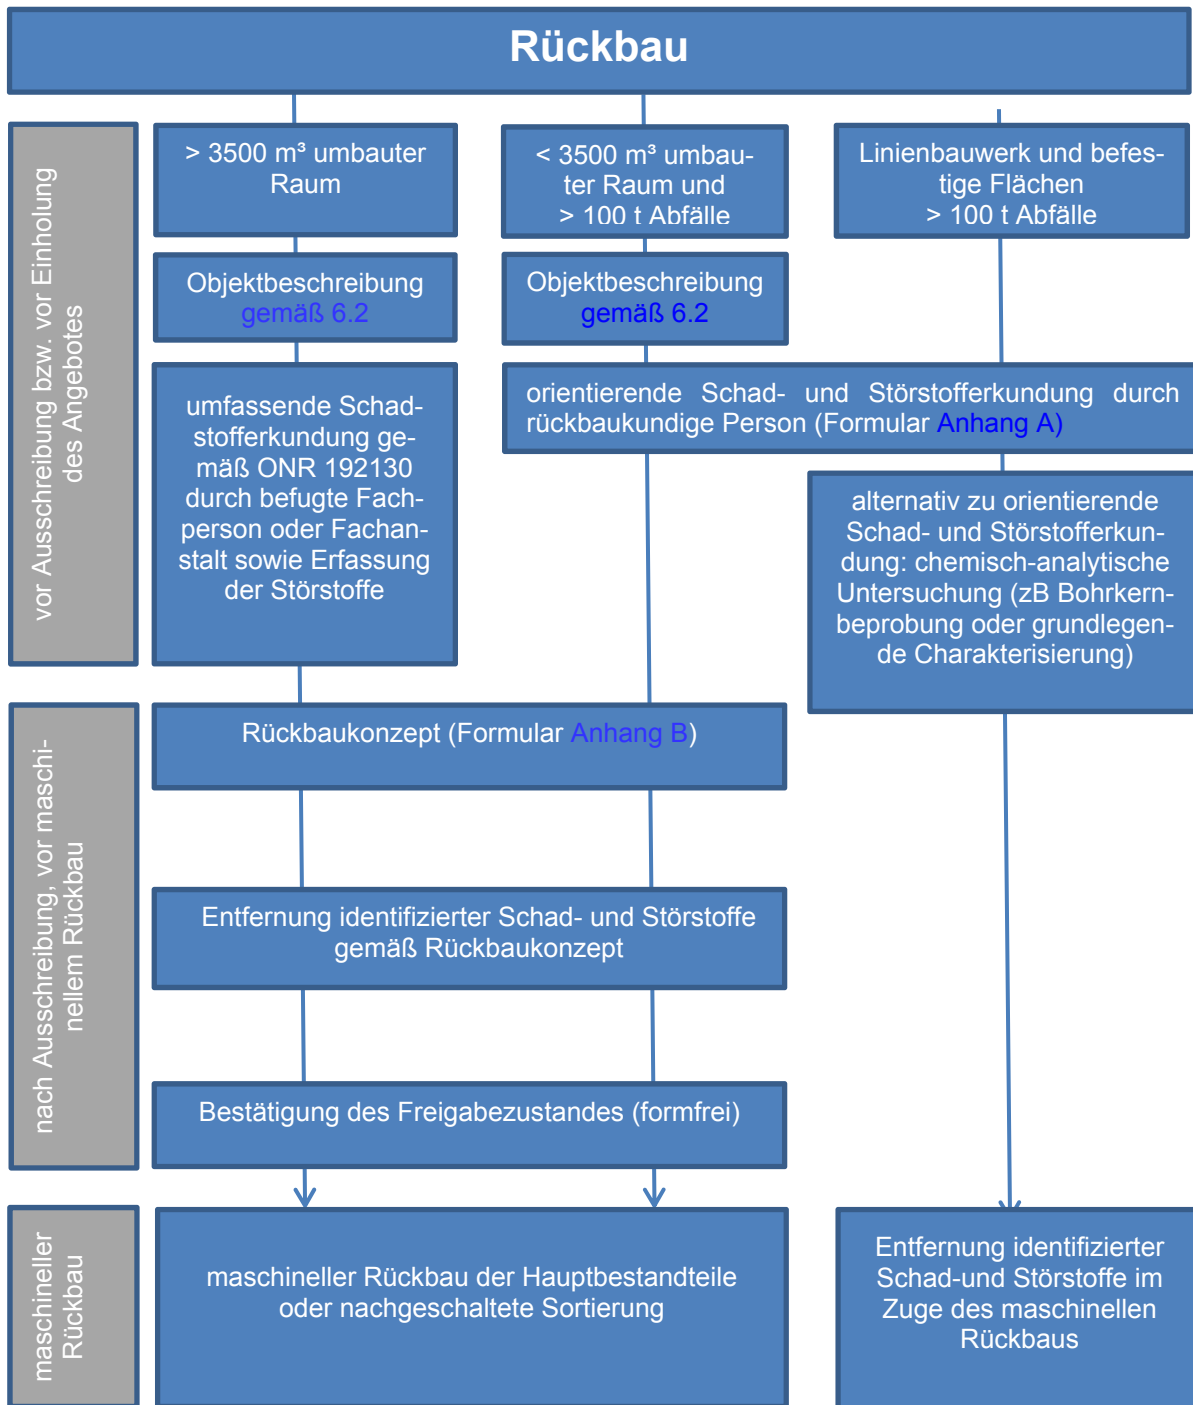 Rückbau
vor Ausschreibung bzw. vor Einholung
des Angebotes
> 3500 m³ umbauter
Raum
< 3500 m³ umbau-
ter Raum und
> 100 t Abfälle
Linienbauwerk und befes-
tige Flächen
> 100 t Abfälle
Objektbeschreibung
gemäß 6.2
Objektbeschreibung
gemäß 6.2
umfassende Schad-
stofferkundung ge-
mäß ONR 192130
durch befugte Fach-
person oder Fachan-
stalt sowie Erfassung
der Störstoffe
orientierende Schad- und Störstofferkundung durch
rückbaukundige Person (Formular Anhang A)
alternativ zu orientierende
Schad- und Störstofferkun-
dung: chemisch-analytische
Untersuchung (zB Bohrkern-
beprobung oder grundlegen-
de Charakterisierung)
nach Ausschreibung, vor maschi-
nellem Rückbau
Rückbaukonzept (Formular Anhang B)
Entfernung identifizierter Schad- und Störstoffe
gemäß Rückbaukonzept
Bestätigung des Freigabezustandes (formfrei)
maschineller
Rückbau
maschineller Rückbau der Hauptbestandteile
oder nachgeschaltete Sortierung
Entfernung identifizierter
Schad-und Störstoffe im
Zuge des maschinellen
Rückbaus